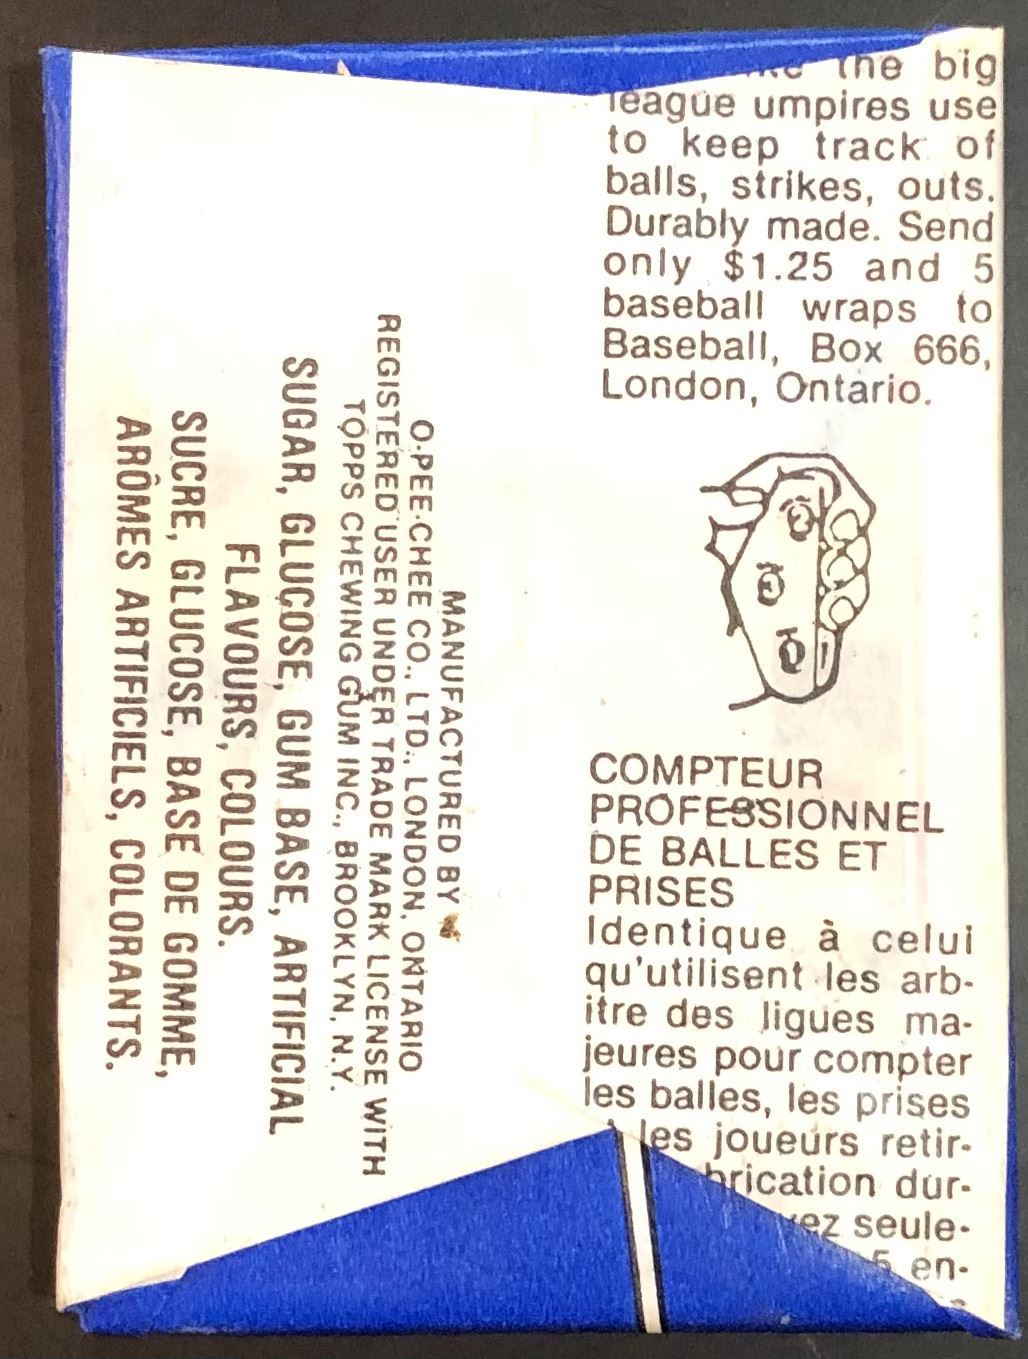 the big
league umpires use
to keep track of
balls, strikes, outs.
Durably made. Send
only $1.25 and 5
baseball wraps to
Baseball, Box 666,
London, Ontario.
COMPTEUR
PROFESSIONNEL
DE BALLES ET
PRISES
Identique à celui
qu'utilisent les arb-
itre des ligues ma-
jeures pour compter
les balles, les prises
les joueurs retir-
brication dur-
ez seule-
5 en-
MANUFACTURED BY
O-PEE-CHEE CO., LTD., LONDON, ONTARIO
REGISTERED USER UNDER TRADE MARK LICENSE WITH
TOPPS CHEWING GUM INC., BROOKLYN, N.Y.
SUGAR, GLUCOSE, GUM BASE, ARTIFICIAL
FLAVOURS, COLOURS.
SUCRE, GLUCOSE, BASE DE GOMME,
ARÔMES ARTIFICIELS, COLORANTS.